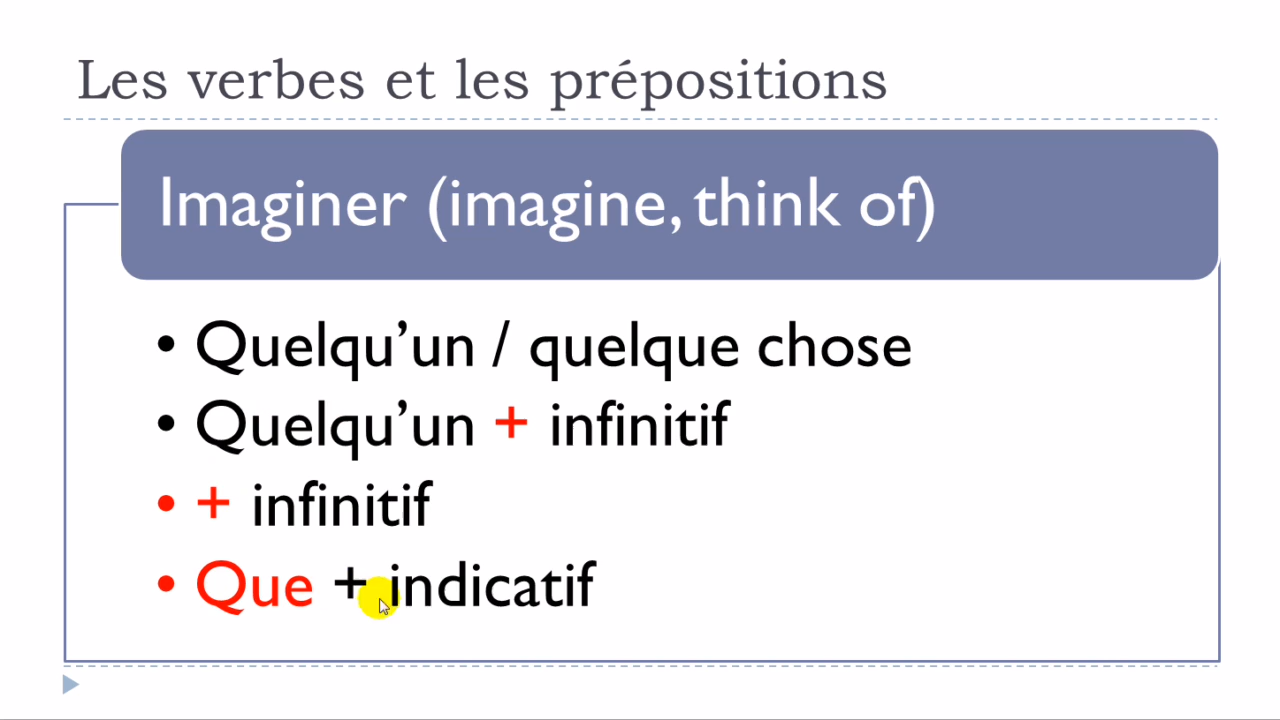 Les verbes et les prépositions
Imaginer (imagine, think of)
• Quelqu’un / quelque chose
• Quelqu’un + infinitif
• + infinitif
• Que + indicatif